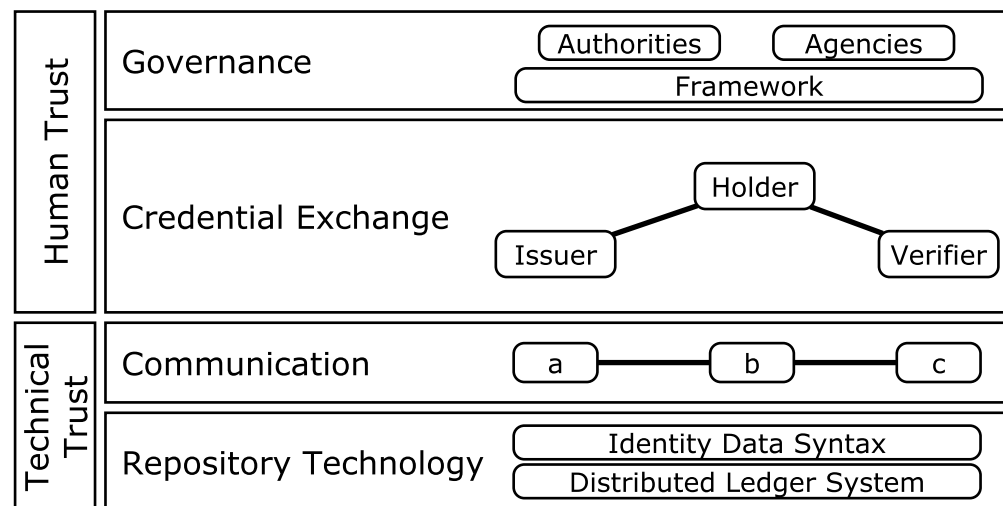 Human Trust
Governance
Authorities
Agencies
Framework
Credential Exchange
Holder
Issuer
Verifier
Technical
Trust
Communication
a
b
c
Repository Technology
Identity Data Syntax
Distributed Ledger System